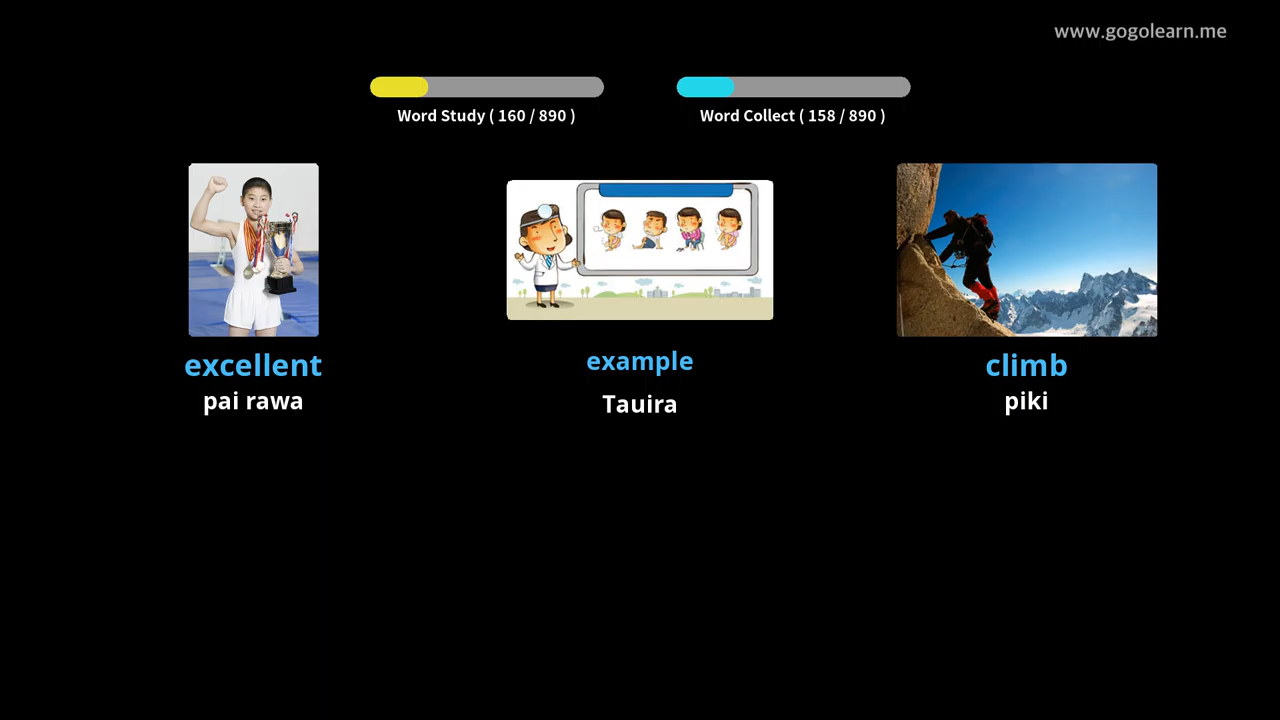 www.gogolearn.me
Word Study ( 160 / 890 )
Word Collect ( 158 / 890 )
excellent
pai rawa
example
Tauira
climb
piki